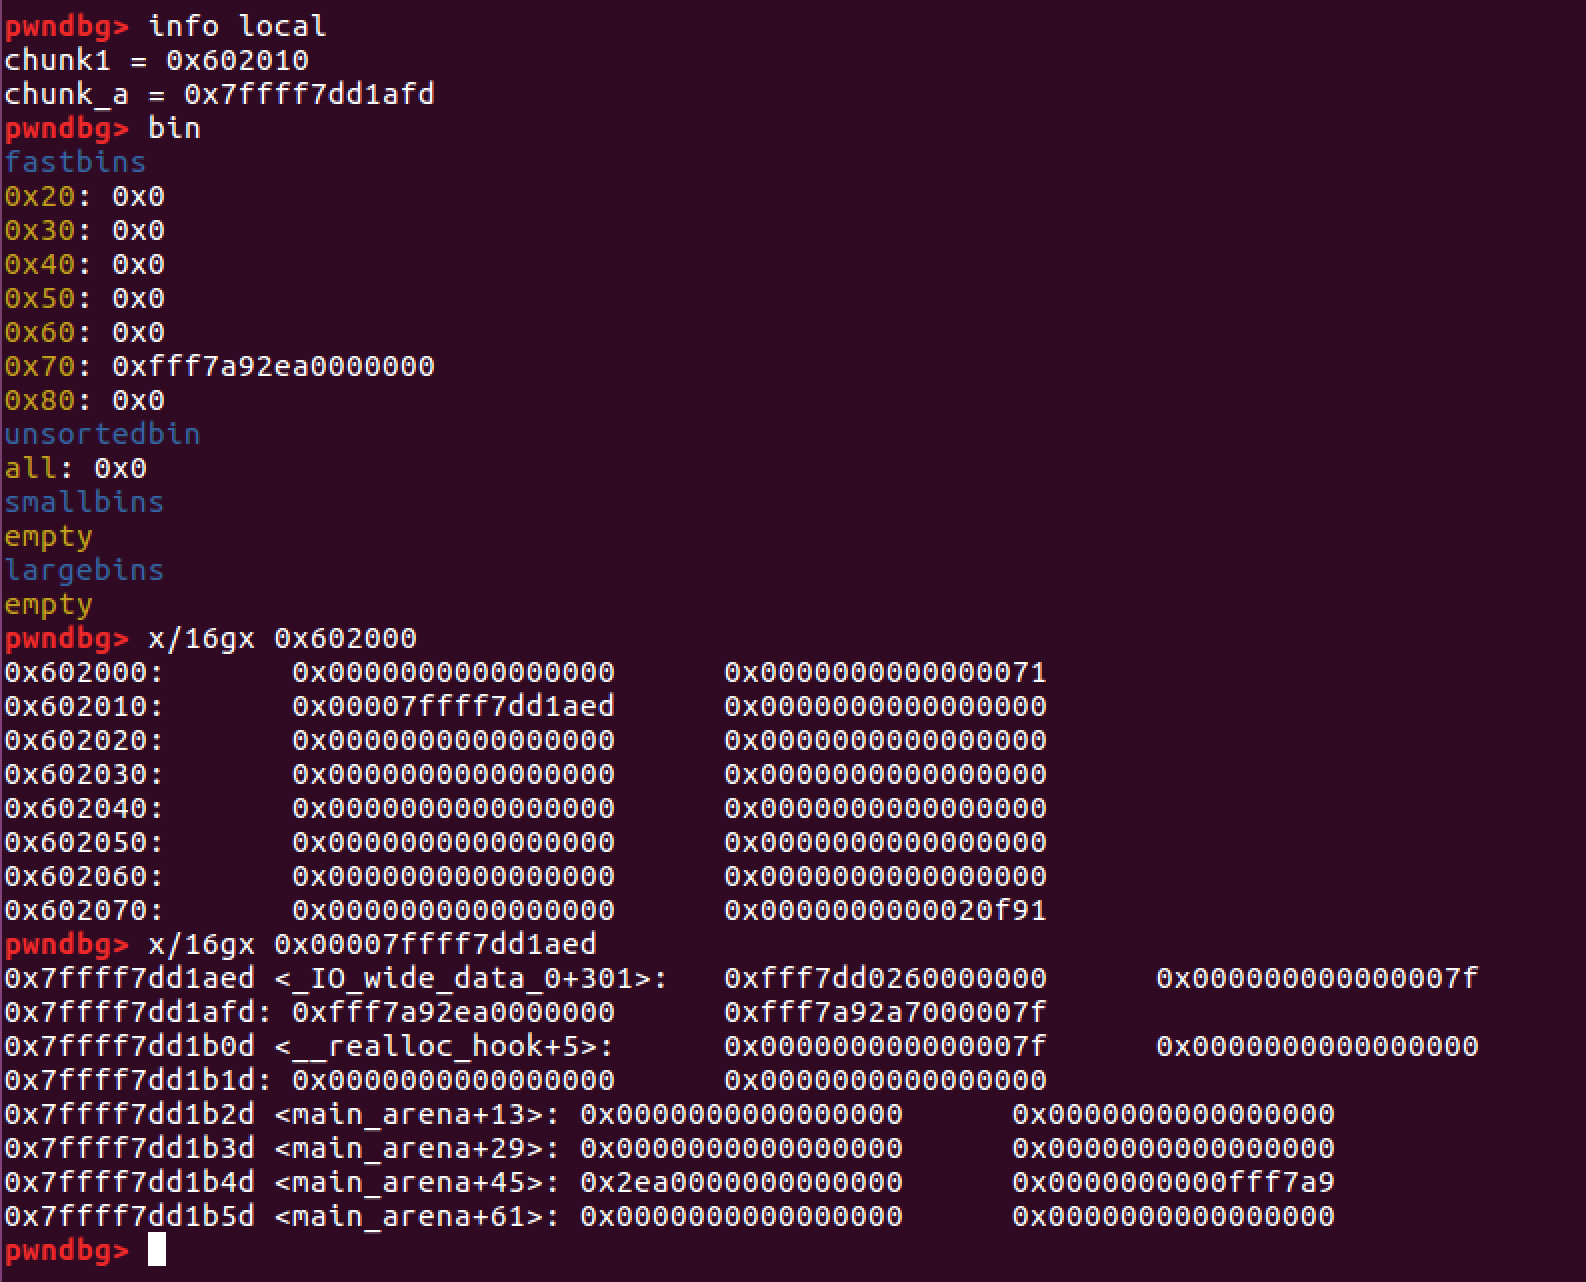 pwndbg> info local
chunk1 = 0x602010
chunk_a = 0x7ffff7dd1afd
pwndbg> bin
fastbins
0x20: 0x0
0x30: 0x0
0x40: 0x0
0x50: 0x0
0x60: 0x0
0x70: 0xfff7a92ea0000000
0x80: 0x0
unsortedbin
all: 0x0
smallbins
empty
largebins
empty
pwndbg> x/16gx 0x602000
0x602000: 0x0000000000000000 0x0000000000000071
0x602010: 0x00007ffff7dd1aed 0x0000000000000000
0x602020: 0x0000000000000000 0x0000000000000000
0x602030: 0x0000000000000000 0x0000000000000000
0x602040: 0x0000000000000000 0x0000000000000000
0x602050: 0x0000000000000000 0x0000000000000000
0x602060: 0x0000000000000000 0x0000000000000000
0x602070: 0x0000000000000000 0x0000000000020f91
pwndbg> x/16gx 0x00007ffff7dd1aed
0x7ffff7dd1aed <_IO_wide_data_0+301>: 0xfff7dd0260000000 0x000000000000007f
0x7ffff7dd1afd: 0xfff7a92ea0000000 0xfff7a92a7000007f
0x7ffff7dd1b0d <__realloc_hook+5>: 0x000000000000007f 0x0000000000000000
0x7ffff7dd1b1d: 0x0000000000000000 0x0000000000000000
0x7ffff7dd1b2d <main_arena+13>: 0x0000000000000000 0x0000000000000000
0x7ffff7dd1b3d <main_arena+29>: 0x0000000000000000 0x0000000000000000
0x7ffff7dd1b4d <main_arena+45>: 0x2ea0000000000000 0x0000000000fff7a9
0x7ffff7dd1b5d <main_arena+61>: 0x0000000000000000 0x0000000000000000
pwndbg>